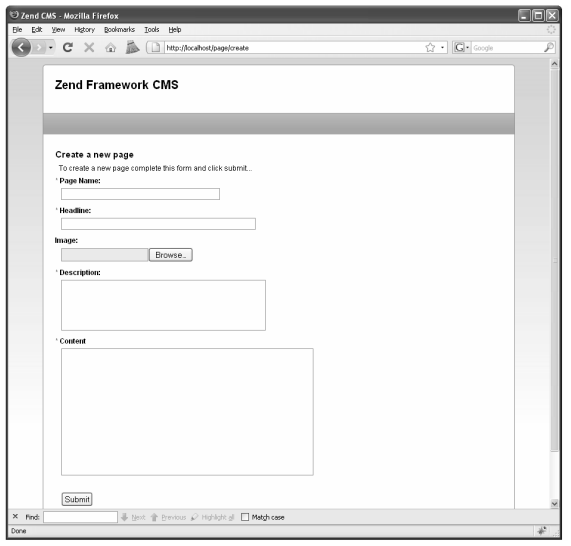 Zend CMS - Mozilla Firefox
File Edit View History Bookmarks Tools Help
http://localhost/page/create
G Google
Zend Framework CMS
Create a new page
To create a new page complete this form and click submit...
* Page Name:
* Headline:
Image:
Browse..
* Description:
* Content
Submit
× Find: Next Previous Highlight all Match case
Done